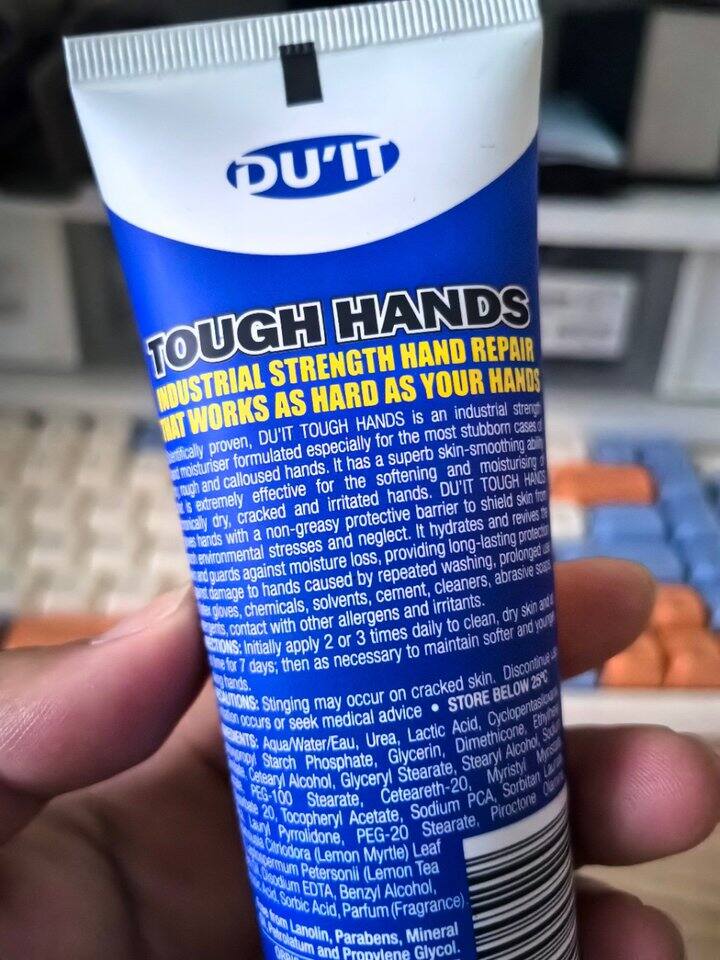 DU'IT
TOUGH HANDS
INDUSTRIAL STRENGTH HAND REPAIR
THAT WORKS AS HARD AS YOUR HANDS
proven, DU'IT TOUGH HANDS is an industrial strength
moisturiser formulated especially for the most stubborn cases of
rough and calloused hands. It has a superb skin-smoothing ability
is extremely effective for the softening and moisturising of
dry, cracked and irritated hands. DU'IT TOUGH HANDS
hands with a non-greasy protective barrier to shield skin from
environmental stresses and neglect. It hydrates and revives the
and guards against moisture loss, providing long-lasting protection
damage to hands caused by repeated washing, prolonged use
gloves, chemicals, solvents, cement, cleaners, abrasive soaps,
contact with other allergens and irritants.
Initially apply 2 or 3 times daily to clean, dry skin and at
for 7 days; then as necessary to maintain softer and younger
hands.
Stinging may occur on cracked skin. Discontinue use
occurs or seek medical advice • STORE BELOW 25°C
Aqua/Water/Eau, Urea, Lactic Acid,
Starch Phosphate, Glycerin, Dimethicone,
Cetearyl Alcohol, Glyceryl Stearate, Stearyl Alcohol,
PEG-100 Stearate, Ceteareth-20, Myristyl
20, Tocopheryl Acetate, Sodium PCA, Sorbitan
Lauryl Pyrrolidone, PEG-20 Stearate, Piroctone
Citriodora (Lemon Myrtle) Leaf
Petersonii (Lemon Tea
Disodium EDTA, Benzyl Alcohol,
Acid, Sorbic Acid, Parfum (Fragrance).
from Lanolin, Parabens, Mineral
Petrolatum and Propylene Glycol.